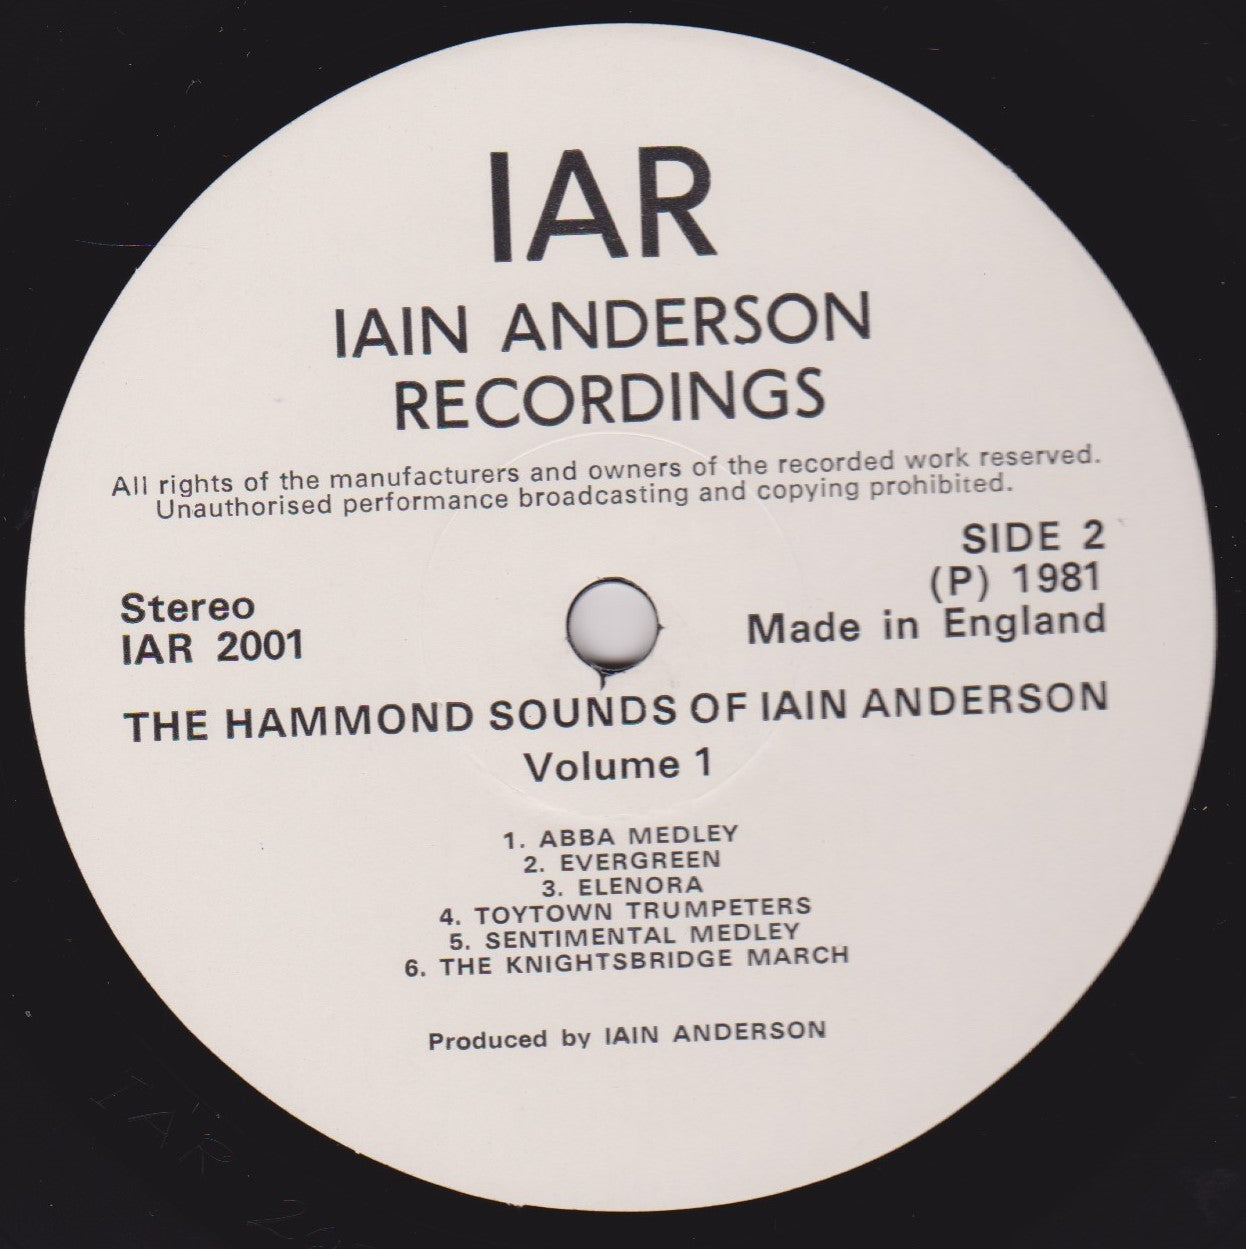 IAR
IAIN ANDERSON
RECORDINGS
All rights of the manufacturers and owners of the recorded work reserved.
Unauthorised performance broadcasting and copying prohibited.
SIDE 2
(P) 1981
Made in England
Stereo
IAR 2001
THE HAMMOND SOUNDS OF IAIN ANDERSON
Volume 1
1. ABBA MEDLEY
2. EVERGREEN
3. ELENORA
4. TOYTOWN TRUMPETERS
5. SENTIMENTAL MEDLEY
6. THE KNIGHTSBRIDGE MARCH
Produced by IAIN ANDERSON
IAR